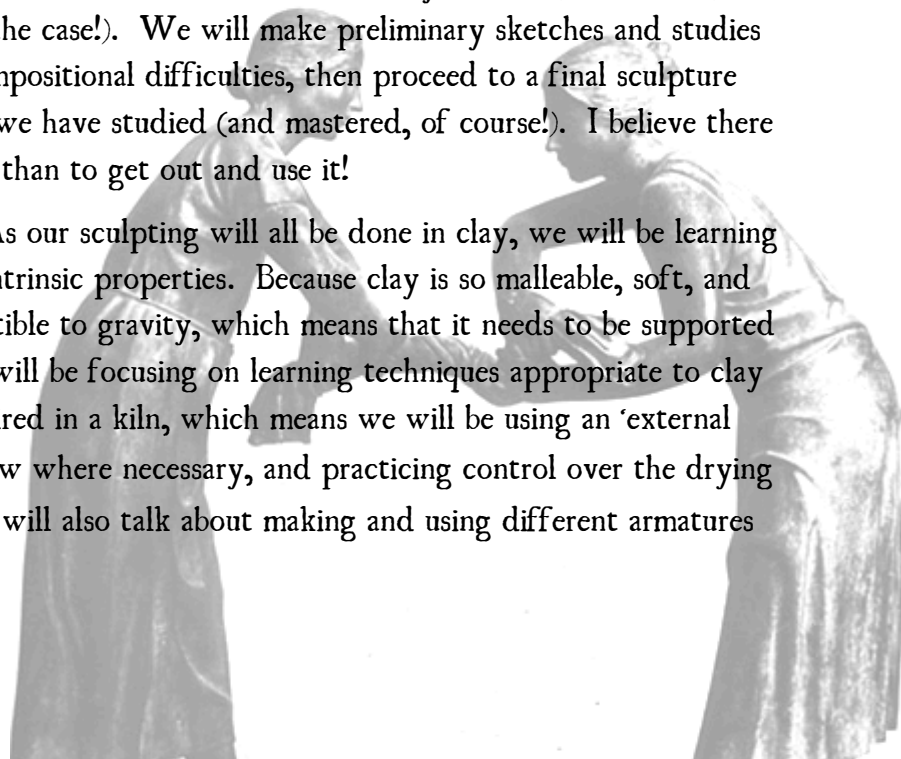 he case!). We will make preliminary sketches and studies
mpositional difficulties, then proceed to a final sculpture
we have studied (and mastered, of course!). I believe there
than to get out and use it!
As our sculpting will all be done in clay, we will be learning
ntrinsic properties. Because clay is so malleable, soft, and
tible to gravity, which means that it needs to be supported
will be focusing on learning techniques appropriate to clay
red in a kiln, which means we will be using an ‘external
w where necessary, and practicing control over the drying
will also talk about making and using different armatures